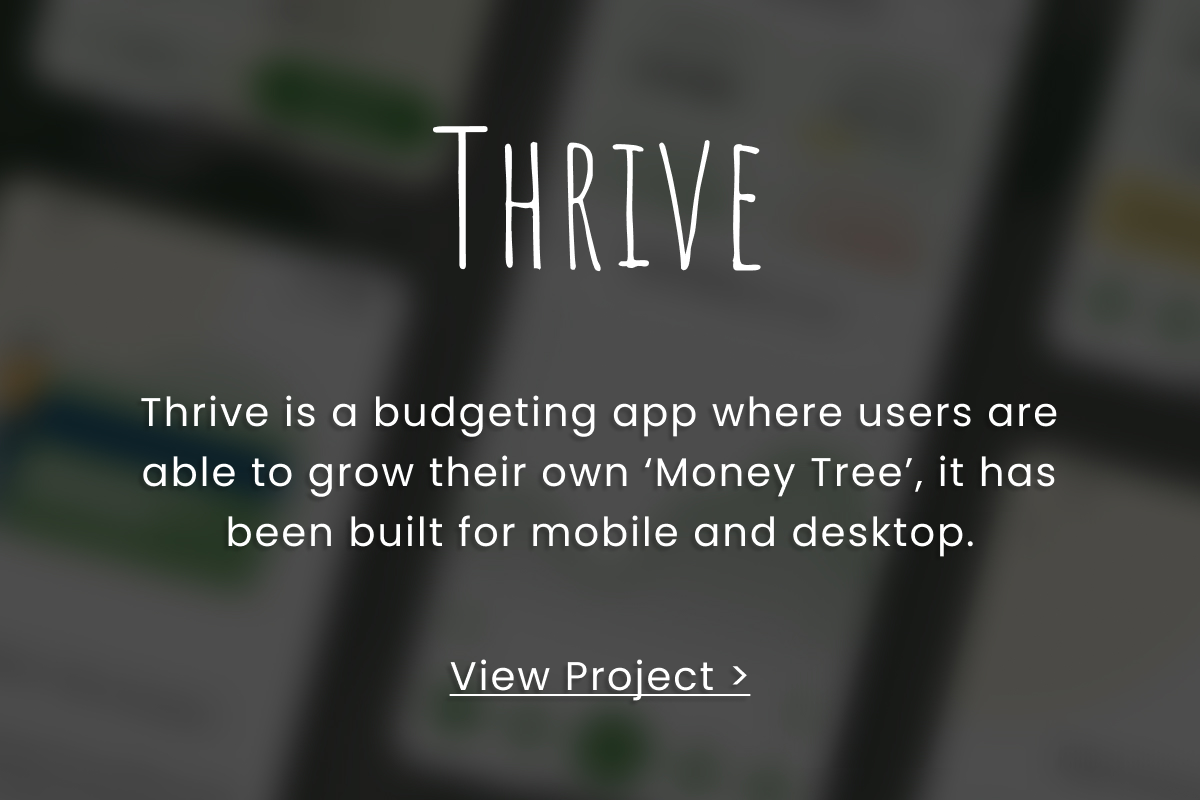 Thrive
Thrive is a budgeting app where users are
able to grow their own ‘Money Tree’, it has
been built for mobile and desktop.
View Project >